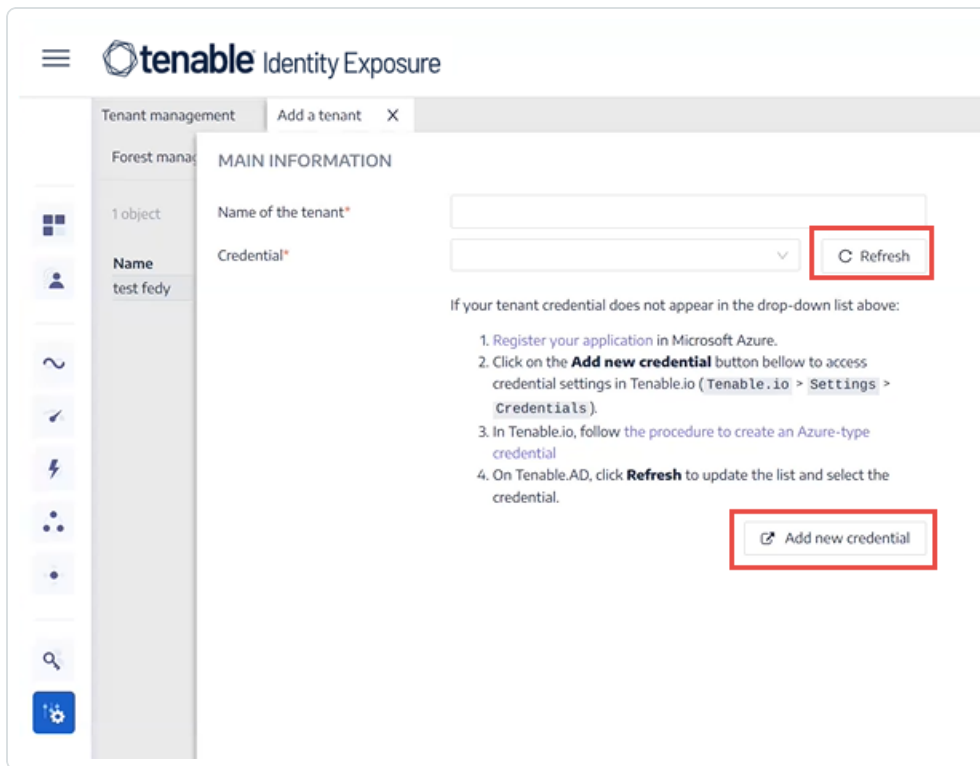 tenable Identity Exposure
Tenant management
Add a tenant
Forest mana
MAIN INFORMATION
1 object
Name of the tenant*
Credential*
Refresh
Name
test fedy
If your tenant credential does not appear in the drop-down list above:
1. Register your application in Microsoft Azure.
2. Click on the Add new credential button bellow to access
credential settings in Tenable.io ( Tenable.io > Settings >
Credentials ).
3. In Tenable.io, follow the procedure to create an Azure-type
credential
4. On Tenable.AD, click Refresh to update the list and select the
credential.
Add new credential